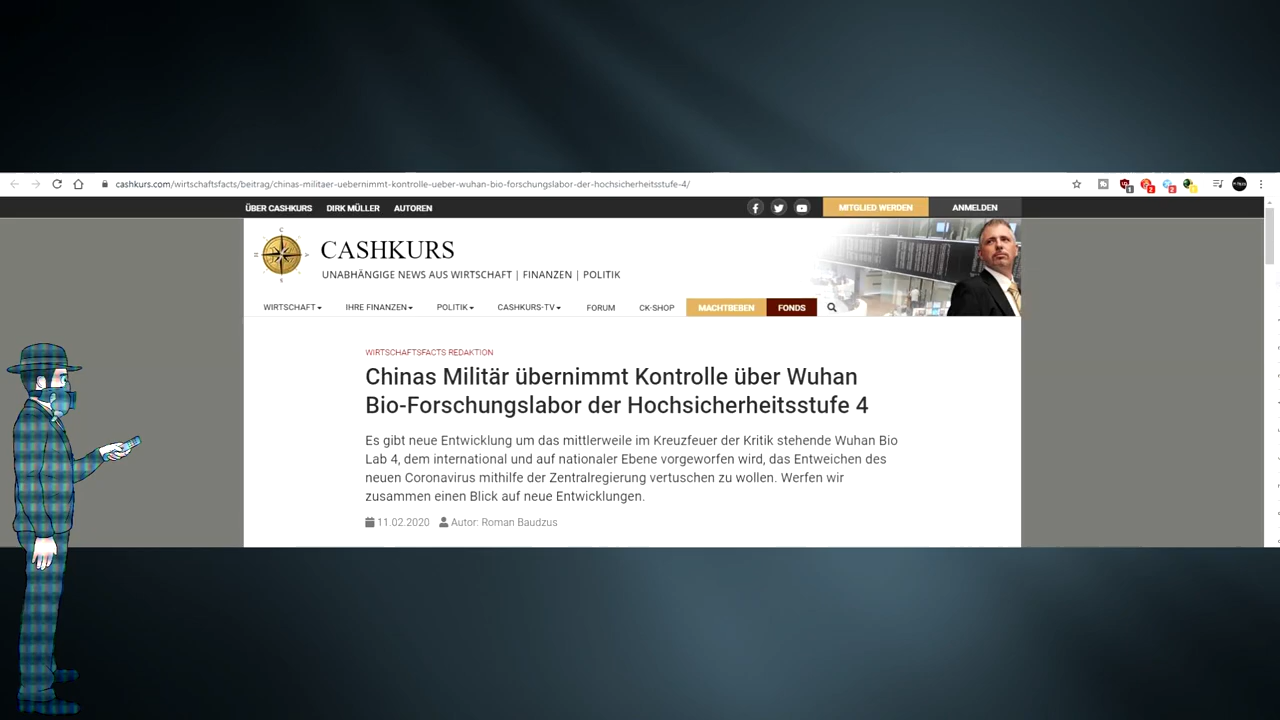 cashkurs.com/wirtschaftsfacts/beitrag/chinas-militaer-uebernimmt-kontrolle-ueber-wuhan-bio-forschungslabor-der-hochsicherheitsstufe-4/
ÜBER CASHKURS DIRK MÜLLER AUTOREN MITGLIED WERDEN ANMELDEN
CASHKURS
UNABHÄNGIGE NEWS AUS WIRTSCHAFT | FINANZEN | POLITIK
WIRTSCHAFT IHRE FINANZEN POLITIK CASHKURS-TV FORUM CK-SHOP MACHTBEBEN FONDS
WIRTSCHAFTSFACTS REDAKTION
Chinas Militär übernimmt Kontrolle über Wuhan
Bio-Forschungslabor der Hochsicherheitsstufe 4
Es gibt neue Entwicklung um das mittlerweile im Kreuzfeuer der Kritik stehende Wuhan Bio
Lab 4, dem international und auf nationaler Ebene vorgeworfen wird, das Entweichen des
neuen Coronavirus mithilfe der Zentralregierung vertuschen zu wollen. Werfen wir
zusammen einen Blick auf neue Entwicklungen.
11.02.2020 Autor: Roman Baudzus